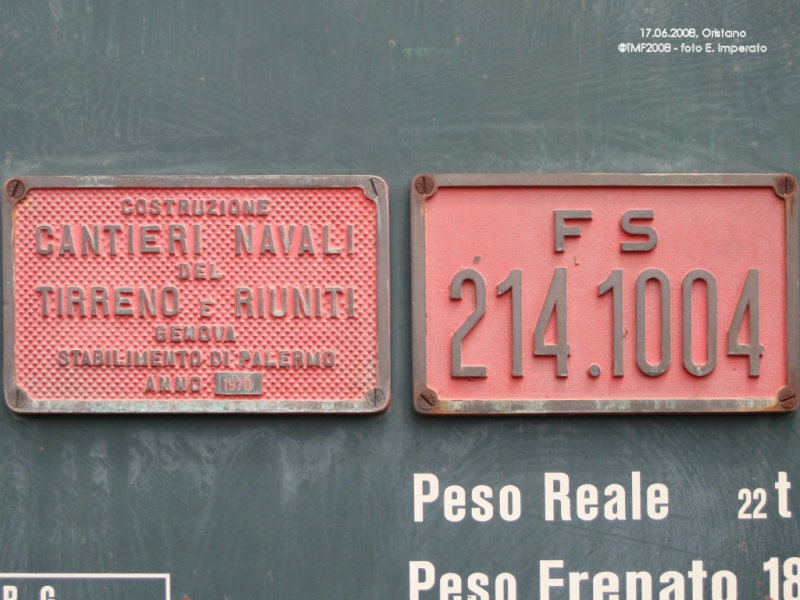 17.06.2008, Oristano
©TMF2008 - foto E. Imperato
COSTRUZIONE
CANTIERI NAVALI
DEL
TIRRENO E RIUNITI
GENOVA
STABILIMENTO DI PALERMO
ANNO 1970
FS
214.1004
Peso Reale 22 t
Peso Frenato 18